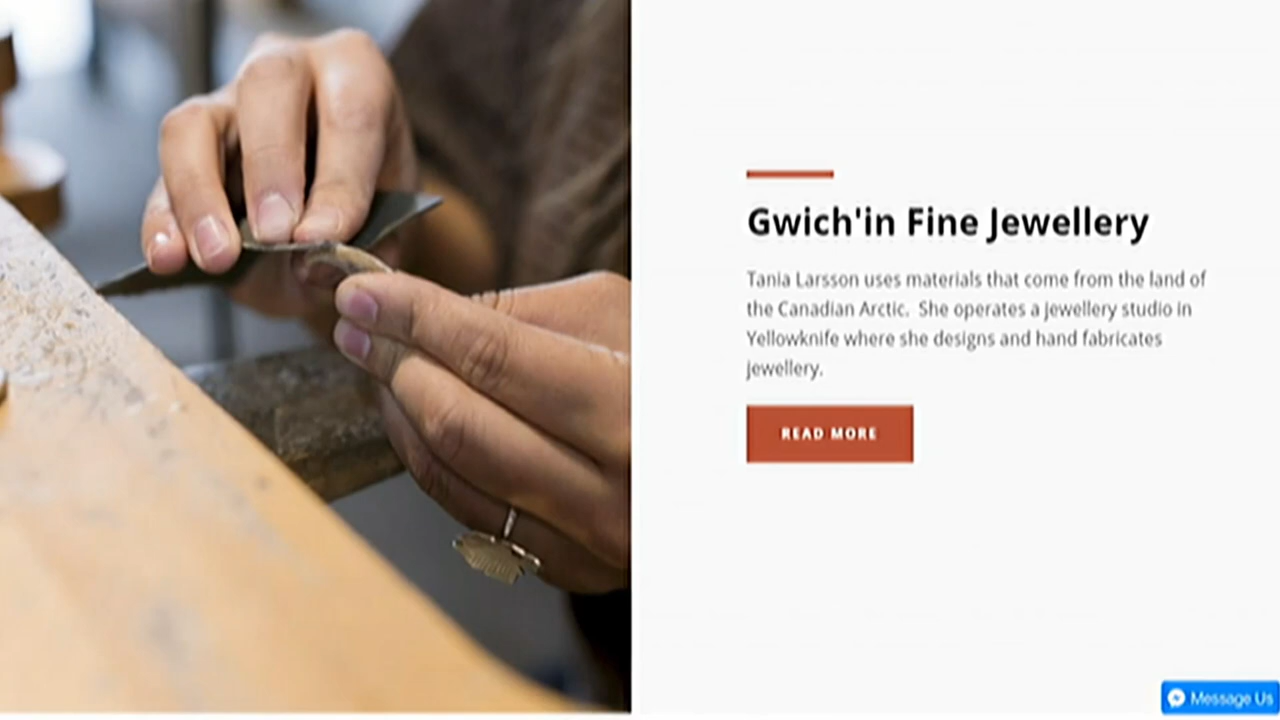 Gwich'in Fine Jewellery
Tania Larsson uses materials that come from the land of
the Canadian Arctic.  She operates a jewellery studio in
Yellowknife where she designs and hand fabricates
jewellery.
READ MORE
Message Us